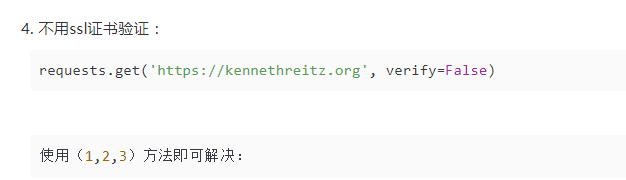 4. 不用ssl证书验证：
requests.get('https://kennethreitz.org', verify=False)
使用（1,2,3）方法即可解决：